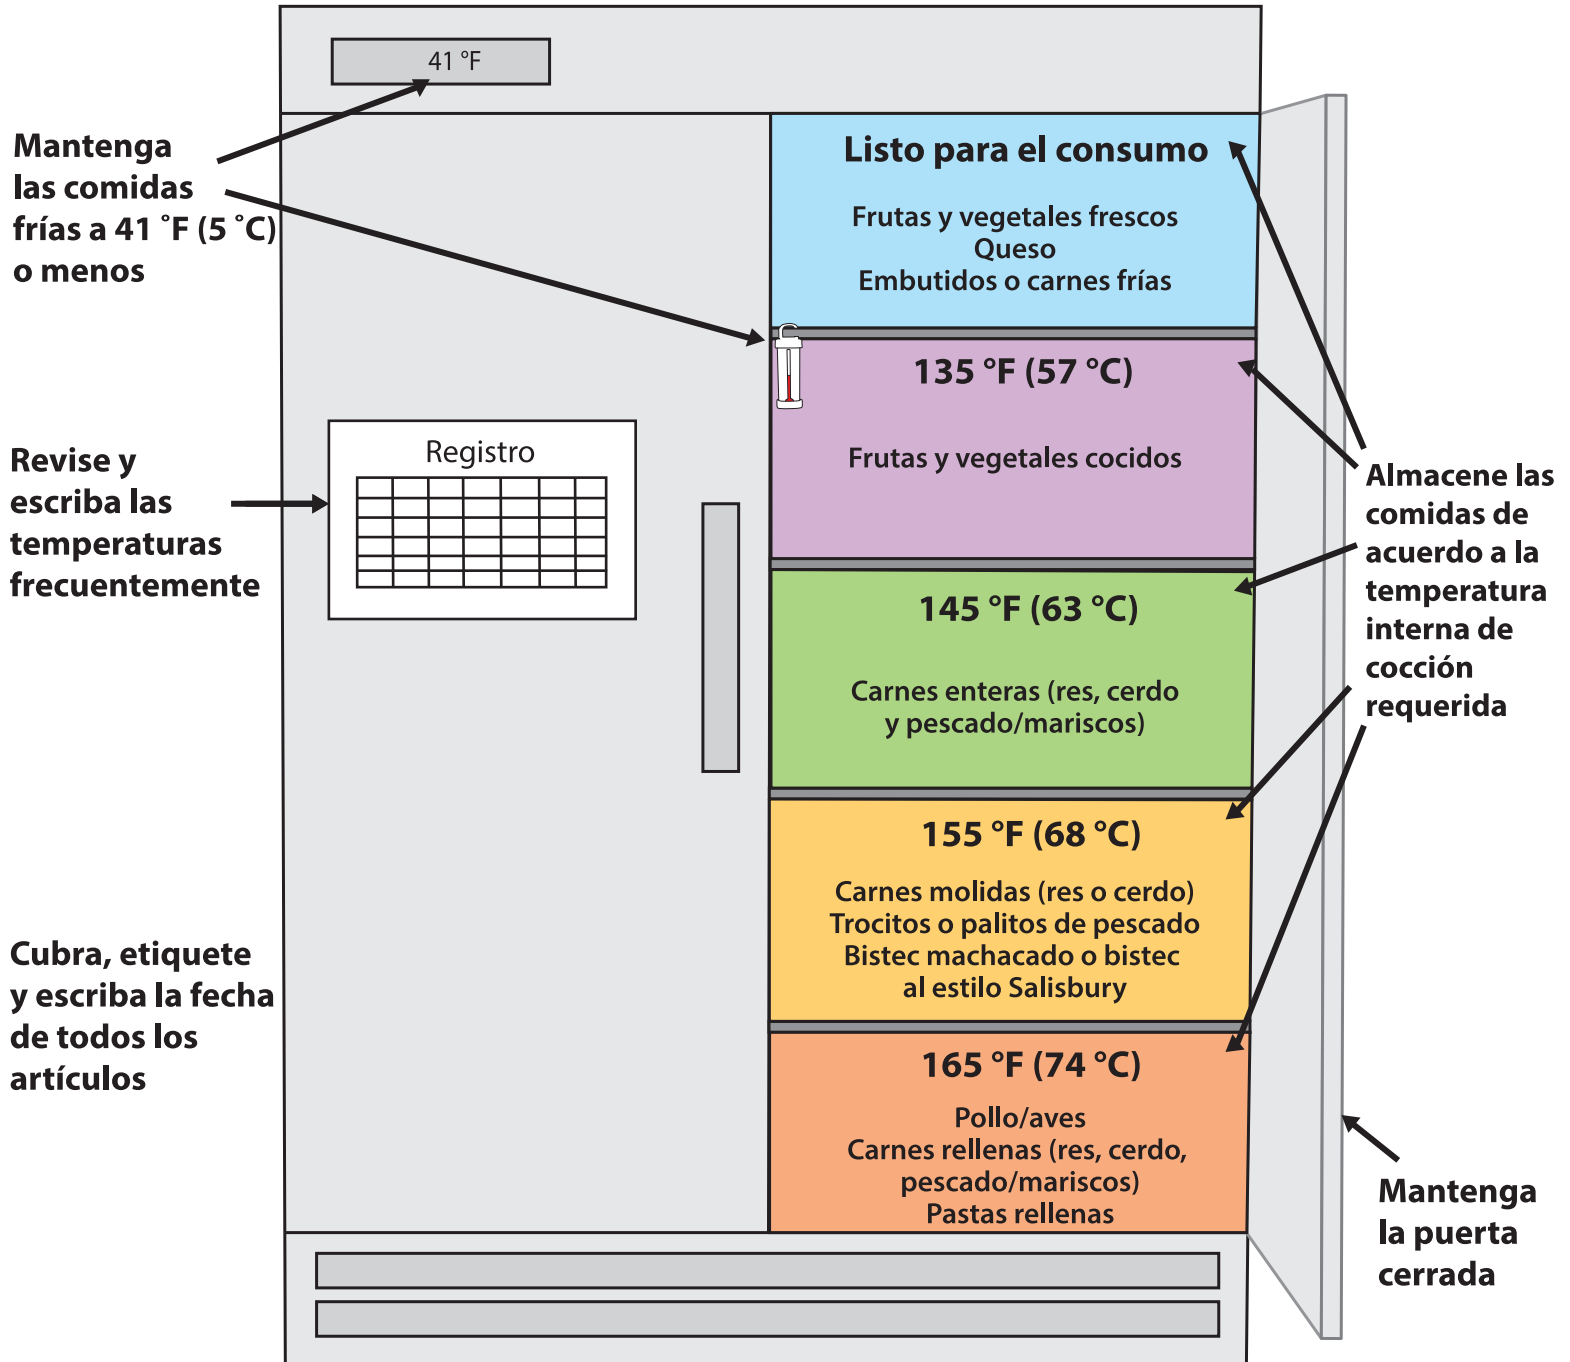 41 °F
Mantenga
las comidas
frías a 41 ˚F (5 ˚C)
o menos
Revise y
escriba las
temperaturas
frecuentemente
Registro
Cubra, etiquete
y escriba la fecha
de todos los
artículos
Listo para el consumo
Frutas y vegetales frescos
Queso
Embutidos o carnes frías
135 °F (57 °C)
Frutas y vegetales cocidos
145 °F (63 °C)
Carnes enteras (res, cerdo
y pescado/mariscos)
155 °F (68 °C)
Carnes molidas (res o cerdo)
Trocitos o palitos de pescado
Bistec machacado o bistec
al estilo Salisbury
165 °F (74 °C)
Pollo/aves
Carnes rellenas (res, cerdo,
pescado/mariscos)
Pastas rellenas
Almacene las
comidas de
acuerdo a la
temperatura
interna de
cocción
requerida
Mantenga
la puerta
cerrada